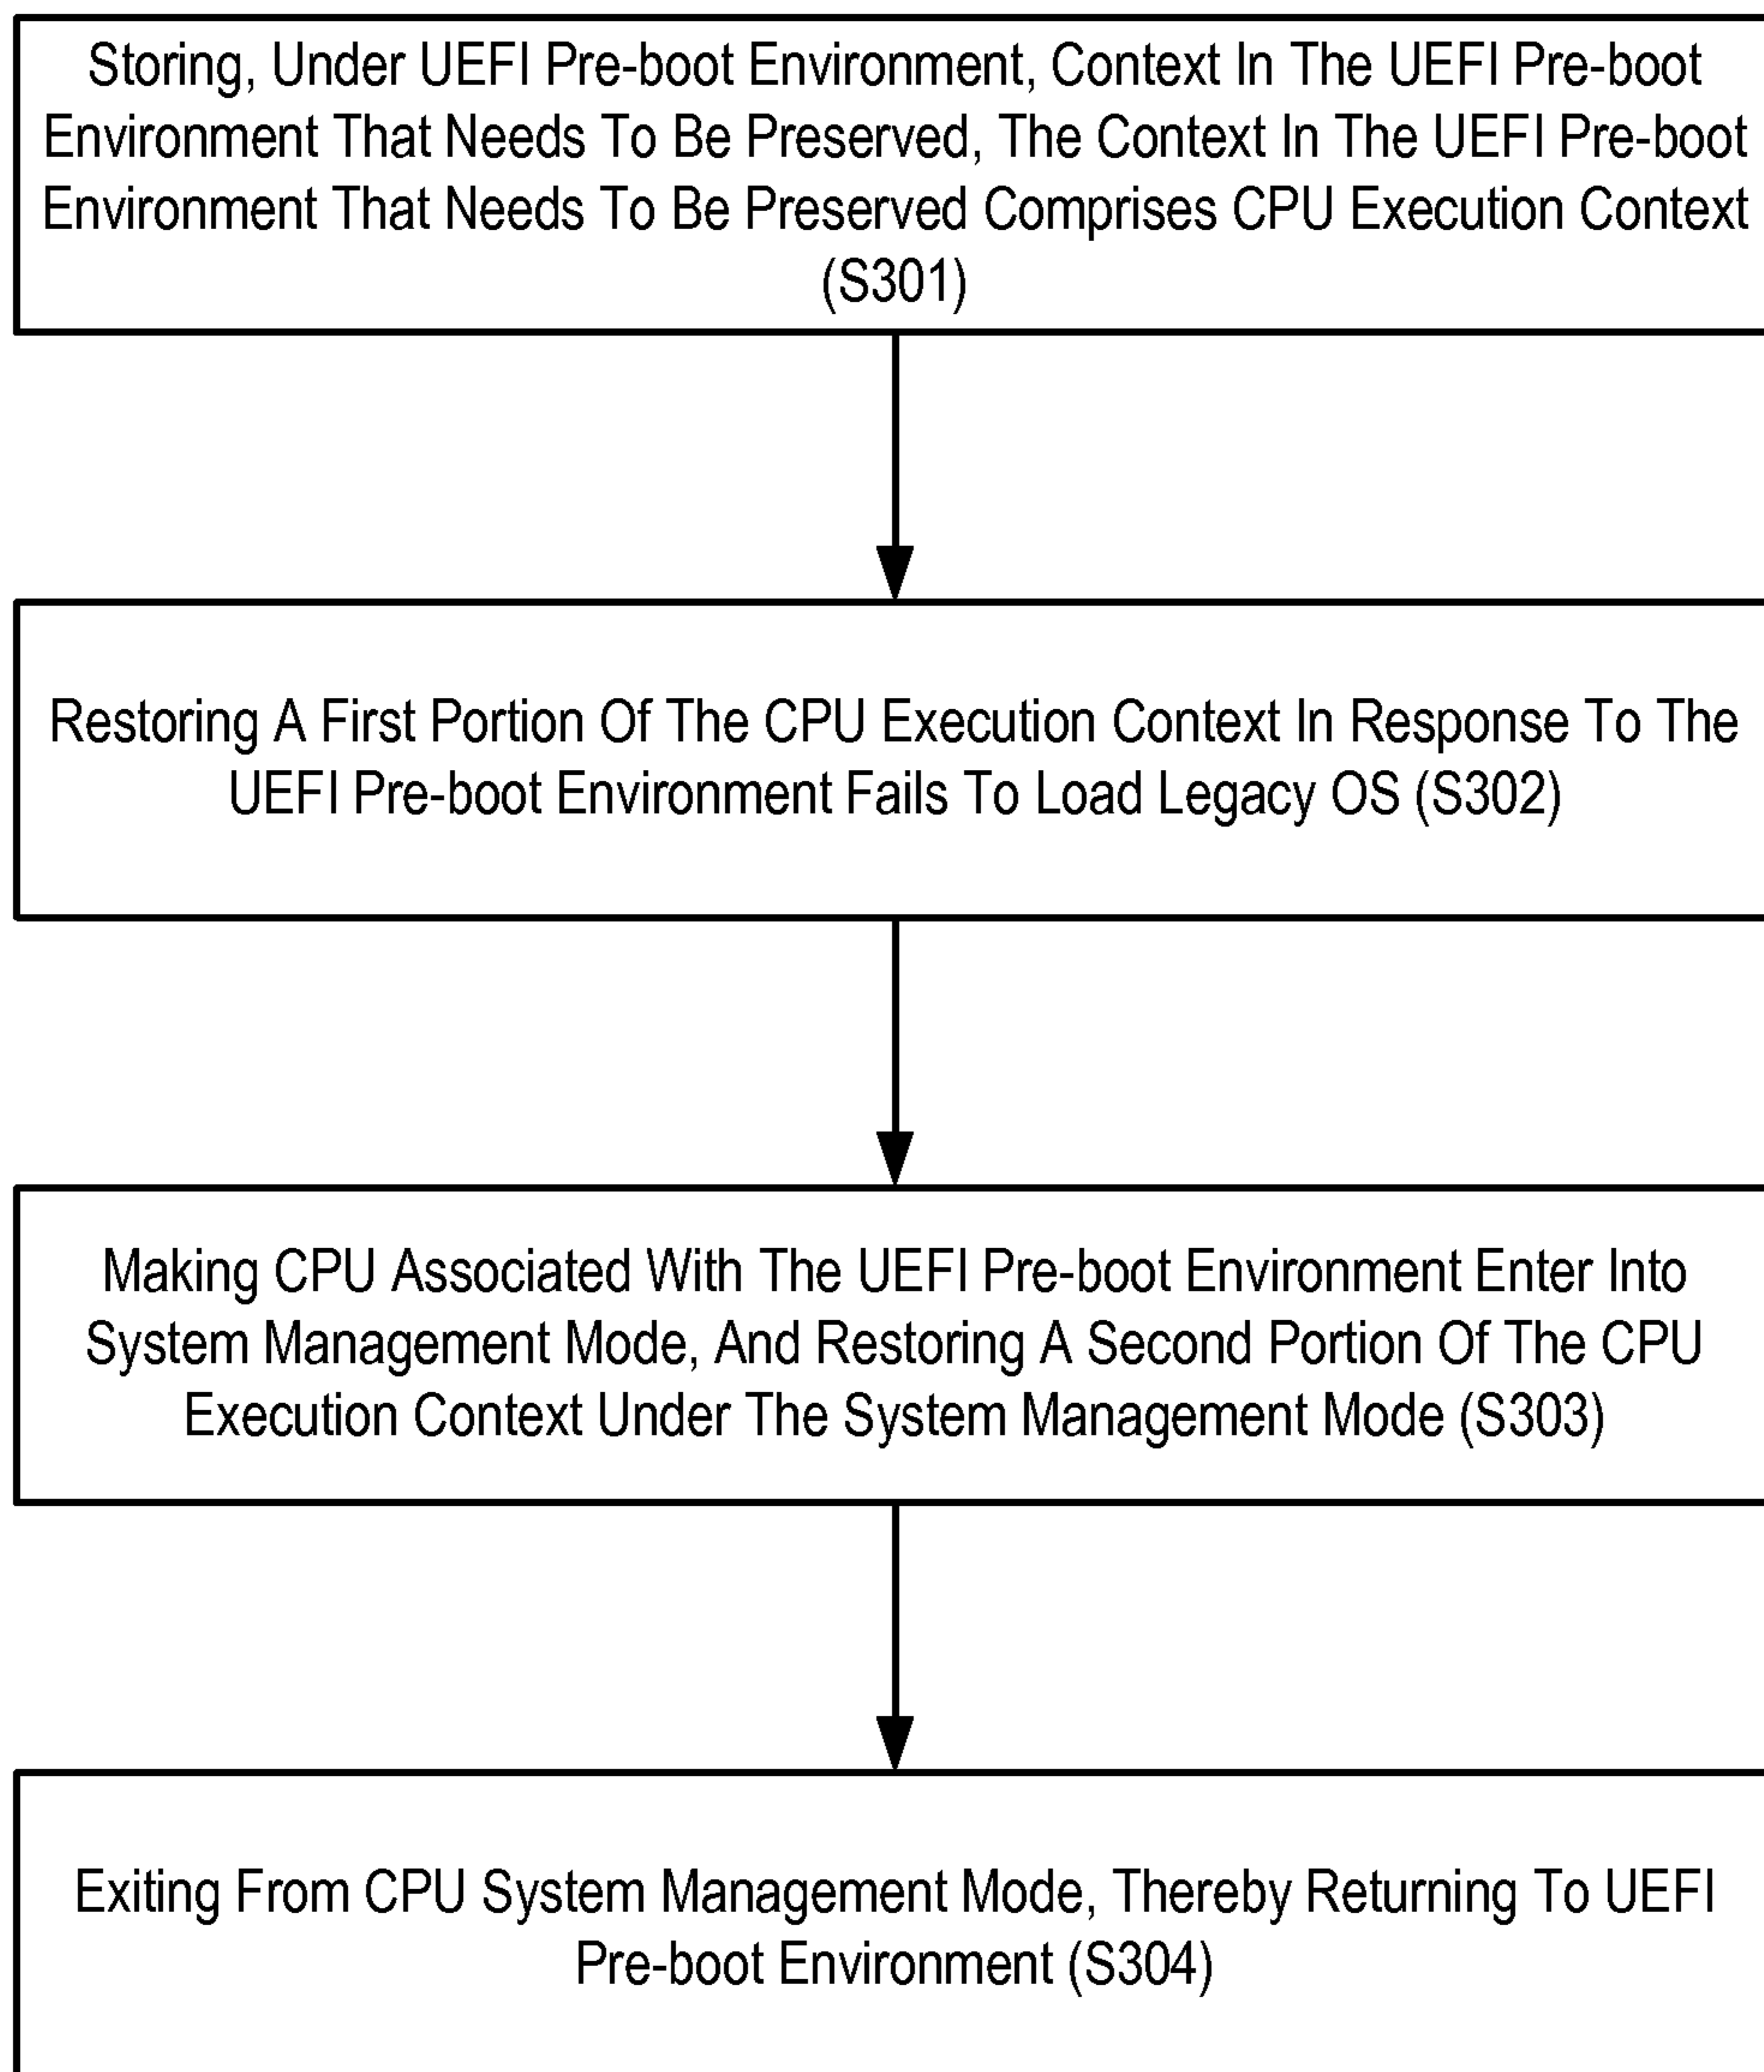 Storing, Under UEFI Pre-boot Environment, Context In The UEFI Pre-boot
Environment That Needs To Be Preserved, The Context In The UEFI Pre-boot
Environment That Needs To Be Preserved Comprises CPU Execution Context
(S301)
Restoring A First Portion Of The CPU Execution Context In Response To The
UEFI Pre-boot Environment Fails To Load Legacy OS (S302)
Making CPU Associated With The UEFI Pre-boot Environment Enter Into
System Management Mode, And Restoring A Second Portion Of The CPU
Execution Context Under The System Management Mode (S303)
Exiting From CPU System Management Mode, Thereby Returning To UEFI
Pre-boot Environment (S304)